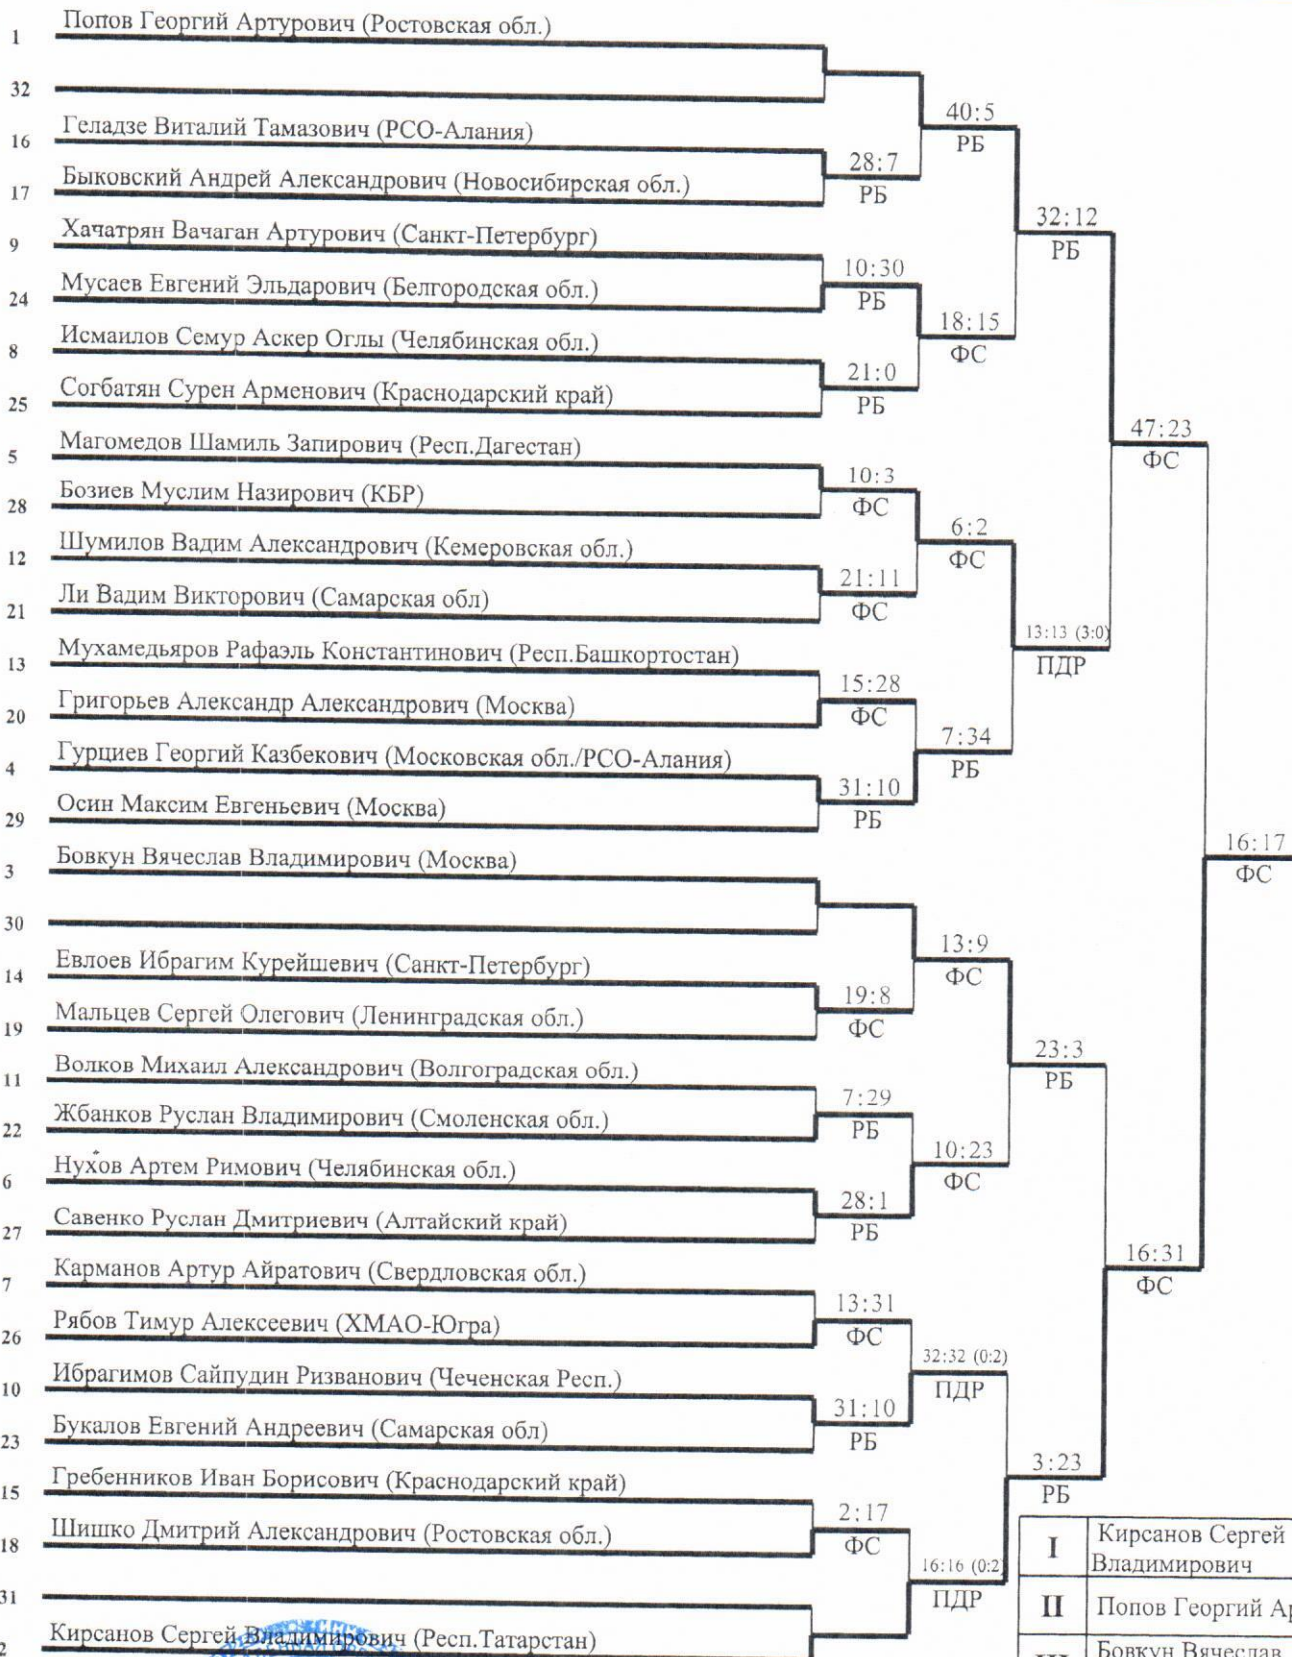 1 Попов Георгий Артурович (Ростовская обл.)
32
40:5
РБ
16 Геладзе Виталий Тамазович (РСО-Алания)
28:7
РБ
17 Быковский Андрей Александрович (Новосибирская обл.)
32:12
РБ
9 Хачатрян Вачаган Артурович (Санкт-Петербург)
10:30
РБ
24 Мусаев Евгений Эльдарович (Белгородская обл.)
18:15
ФС
8 Исмаилов Семур Аскер Оглы (Челябинская обл.)
21:0
РБ
25 Согбатян Сурен Арменович (Краснодарский край)
47:23
ФС
5 Магомедов Шамиль Запирович (Респ.Дагестан)
10:3
ФС
28 Бозиев Муслим Назирович (КБР)
6:2
ФС
12 Шумилов Вадим Александрович (Кемеровская обл.)
21:11
ФС
21 Ли Вадим Викторович (Самарская обл)
13:13 (3:0)
ПДР
13 Мухамедьяров Рафаэль Константинович (Респ.Башкортостан)
15:28
ФС
20 Григорьев Александр Александрович (Москва)
7:34
РБ
4 Гурциев Георгий Казбекович (Московская обл./РСО-Алания)
31:10
РБ
29 Осин Максим Евгеньевич (Москва)
16:17
ФС
3 Бовкун Вячеслав Владимирович (Москва)
30
13:9
ФС
14 Евлоев Ибрагим Курейшевич (Санкт-Петербург)
19:8
ФС
19 Мальцев Сергей Олегович (Ленинградская обл.)
23:3
РБ
11 Волков Михаил Александрович (Волгоградская обл.)
7:29
РБ
22 Жбанков Руслан Владимирович (Смоленская обл.)
10:23
ФС
6 Нухов Артем Римович (Челябинская обл.)
28:1
РБ
27 Савенко Руслан Дмитриевич (Алтайский край)
16:31
ФС
7 Карманов Артур Айратович (Свердловская обл.)
13:31
ФС
26 Рябов Тимур Алексеевич (ХМАО-Югра)
32:32 (0:2)
ПДР
10 Ибрагимов Сайпудин Ризванович (Чеченская Респ.)
31:10
РБ
23 Букалов Евгений Андреевич (Самарская обл)
3:23
РБ
15 Гребенников Иван Борисович (Краснодарский край)
2:17
ФС
18 Шишко Дмитрий Александрович (Ростовская обл.)
16:16 (0:2)
ПДР
31
2 Кирсанов Сергей Владимирович (Респ.Татарстан)
I Кирсанов Сергей
Владимирович
II Попов Георгий Ар
III Бовкун Вячеслав